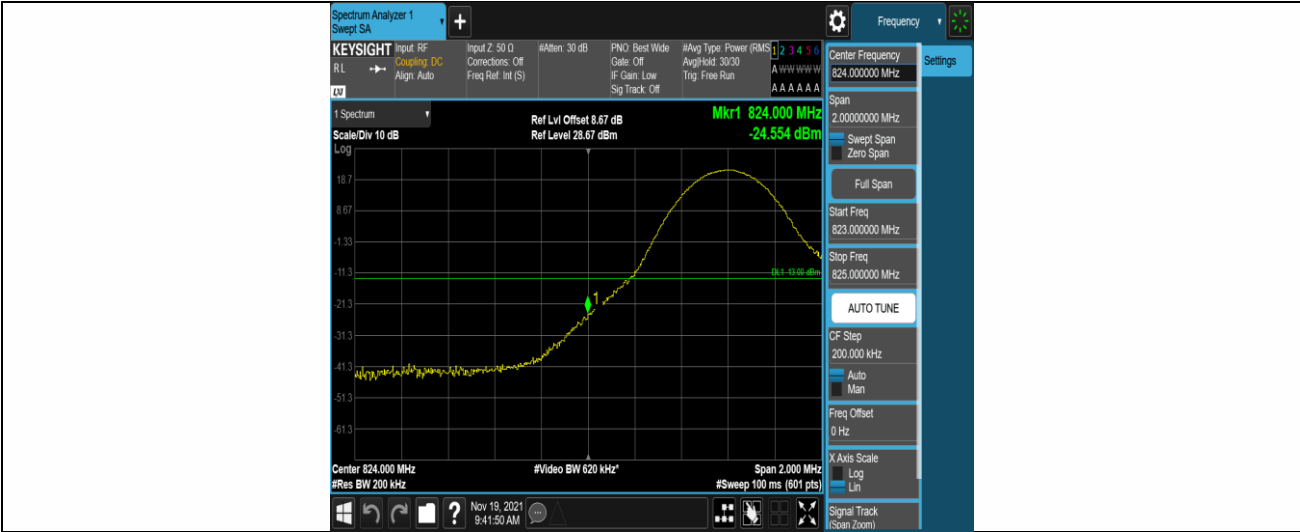 Spectrum Analyzer 1
Swept SA
+
Frequency
KEYSIGHT
R L
LXI
Input: RF
Coupling: DC
Align: Auto
Input Z: 50 Ω
Corrections: Off
Freq Ref: Int (S)
#Atten: 30 dB
PNO: Best Wide
Gate: Off
IF Gain: Low
Sig Track: Off
#Avg Type: Power (RMS
Avg|Hold: 30/30
Trig: Free Run
1 2 3 4 5 6
A W W W W W
A A A A A A
Center Frequency
824.000000 MHz
Settings
Span
2.00000000 MHz
Swept Span
Zero Span
Full Span
Start Freq
823.000000 MHz
Stop Freq
825.000000 MHz
AUTO TUNE
CF Step
200.000 kHz
Auto
Man
Freq Offset
0 Hz
X Axis Scale
Log
Lin
Signal Track
(Span Zoom)
1 Spectrum
Scale/Div 10 dB
Ref Lvl Offset 8.67 dB
Ref Level 28.67 dBm
Mkr1 824.000 MHz
-24.554 dBm
Log
18.7
8.67
-1.33
-11.3
-21.3
-31.3
-41.3
-51.3
-61.3
DL1 -13.00 dBm
1
Center 824.000 MHz
#Video BW 620 kHz*
Span 2.000 MHz
#Res BW 200 kHz
#Sweep 100 ms (601 pts)
?
Nov 19, 2021
9:41:50 AM